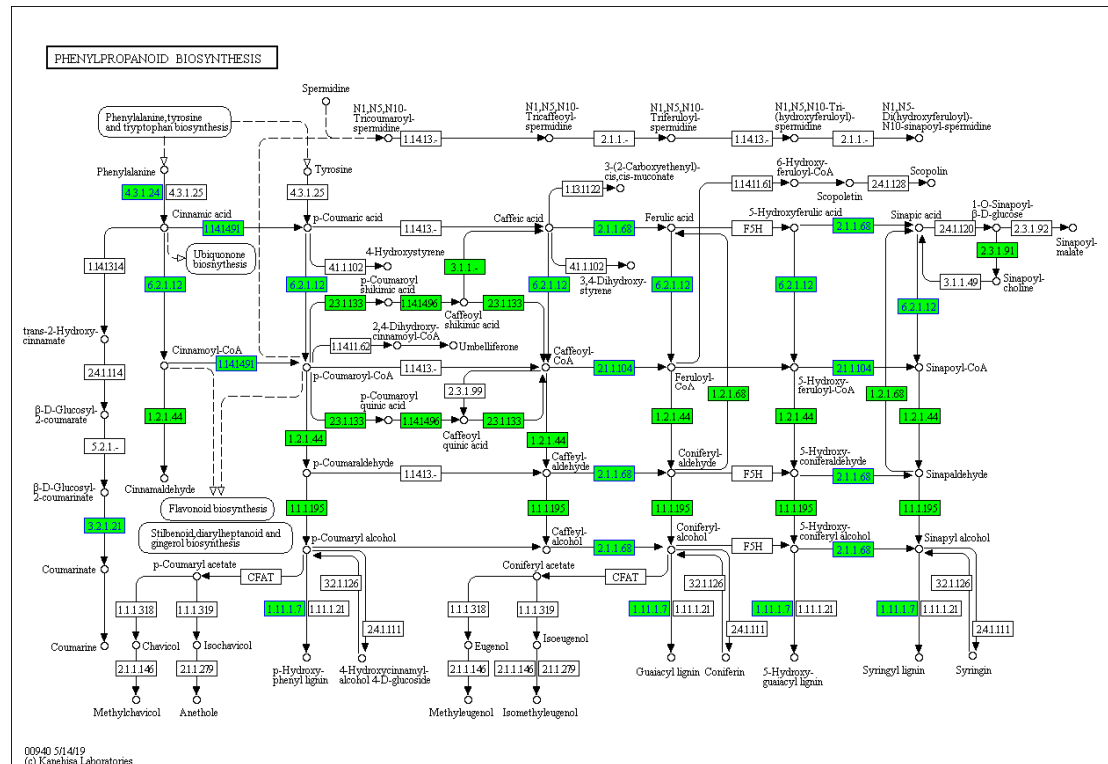 PHENYLPROPANOID BIOSYNTHESIS
Spermidine
Phenylalanine,tyrosine
and tryptophan biosynthesis
N1,N5,N10-
Tricoumaroyl-
spermidine
1.14.13.-
N1,N5,N10-
Tricaffeoyl-
spermidine
2.1.1.-
N1,N5,N10-
Triferuloyl-
spermidine
1.14.13.-
N1,N5,N10-Tri-
(hydroxyferuloyl)-
spermidine
2.1.1.-
N1,N5-
Di(hydroxyferuloyl)-
N10-sinapoyl-spermidine
Phenylalanine
Tyrosine
4.3.1.24
4.3.1.25
4.3.1.25
3-(2-Carboxyethenyl)-
cis,cis-muconate
1.13.11.22
6-Hydroxy-
feruloyl-CoA
1.14.11.61
Scopoletin
2.4.1.128
Scopolin
Cinnamic acid
1.14.14.91
p-Coumaric acid
1.14.13.-
Caffeic acid
2.1.1.68
Ferulic acid
F5H
5-Hydroxyferulic acid
2.1.1.68
Sinapic acid
2.4.1.120
1-O-Sinapoyl-
β-D-glucose
2.3.1.92
Sinapoyl-
malate
2.3.1.91
3.1.1.49
Sinapoyl-
choline
Ubiquonone
biosnythesis
1.14.13.14
4-Hydroxystyrene
4.1.1.102
3.1.1.-
4.1.1.102
3,4-Dihydroxy-
styrene
6.2.1.12
6.2.1.12
6.2.1.12
6.2.1.12
6.2.1.12
6.2.1.12
p-Coumaroyl
shikimic acid
2.3.1.133
1.14.14.96
2.3.1.133
Caffeoyl
shikimic acid
trans-2-Hydroxy-
cinnamate
2,4-Dihydroxy-
cinnamoyl-CoA
1.14.11.62
Umbelliferone
Cinnamoyl-CoA
1.14.14.91
p-Coumaroyl-CoA
1.14.13.-
Caffeoyl-
CoA
2.1.1.104
Feruloyl-
CoA
5-Hydroxy-
feruloyl-CoA
2.1.1.104
Sinapoyl-CoA
2.4.1.114
2.3.1.99
1.2.1.68
1.2.1.68
p-Coumaroyl
quinic acid
2.3.1.133
1.14.14.96
2.3.1.133
Caffeoyl
quinic acid
β-D-Glucosyl-
2-coumarate
1.2.1.44
1.2.1.44
1.2.1.44
1.2.1.44
1.2.1.44
1.2.1.44
5.2.1.-
Cinnamaldehyde
p-Coumaraldehyde
1.14.13.-
Caffeyl-
aldehyde
2.1.1.68
Coniferyl-
aldehyde
F5H
5-Hydroxy-
coniferaldehyde
2.1.1.68
Sinapaldehyde
β-D-Glucosyl-
2-coumarinate
Flavonoid biosynthesis
Stilbenoid,diarylheptanoid and
gingerol biosynthesis
3.2.1.21
1.1.1.195
1.1.1.195
1.1.1.195
1.1.1.195
1.1.1.195
p-Coumaryl alcohol
Caffeyl-
alcohol
2.1.1.68
Coniferyl-
alcohol
F5H
5-Hydroxy-
coniferyl alcohol
2.1.1.68
Sinapyl alcohol
Coumarinate
p-Coumaryl acetate
CFAT
Coniferyl acetate
CFAT
3.2.1.126
3.2.1.126
3.2.1.126
1.1.1.318
1.1.1.319
1.11.1.7
1.11.1.21
1.1.1.318
1.1.1.319
1.11.1.7
1.11.1.21
1.11.1.7
1.11.1.21
1.11.1.7
1.11.1.21
2.4.1.111
2.4.1.111
2.4.1.111
Coumarine
Chavicol
Isochavicol
Eugenol
Isoeugenol
2.1.1.146
2.1.1.279
2.1.1.146
2.1.1.146
2.1.1.279
p-Hydroxy-
phenyl lignin
4-Hydroxycinnamyl-
alcohol 4-D-glucoside
Guaiacyl lignin
Coniferin
5-Hydroxy-
guaiacyl lignin
Syringyl lignin
Syringin
Methylchavicol
Anethole
Methyleugenol
Isomethyleugenol
00940 5/14/19
(c) Kanehisa Laboratories